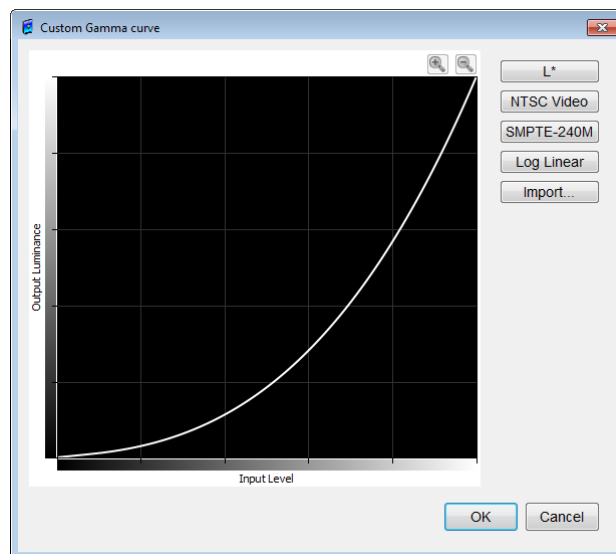 Custom Gamma curve
L*
NTSC Video
SMPTE-240M
Log Linear
Import...
Output Luminance
Input Level
OK
Cancel